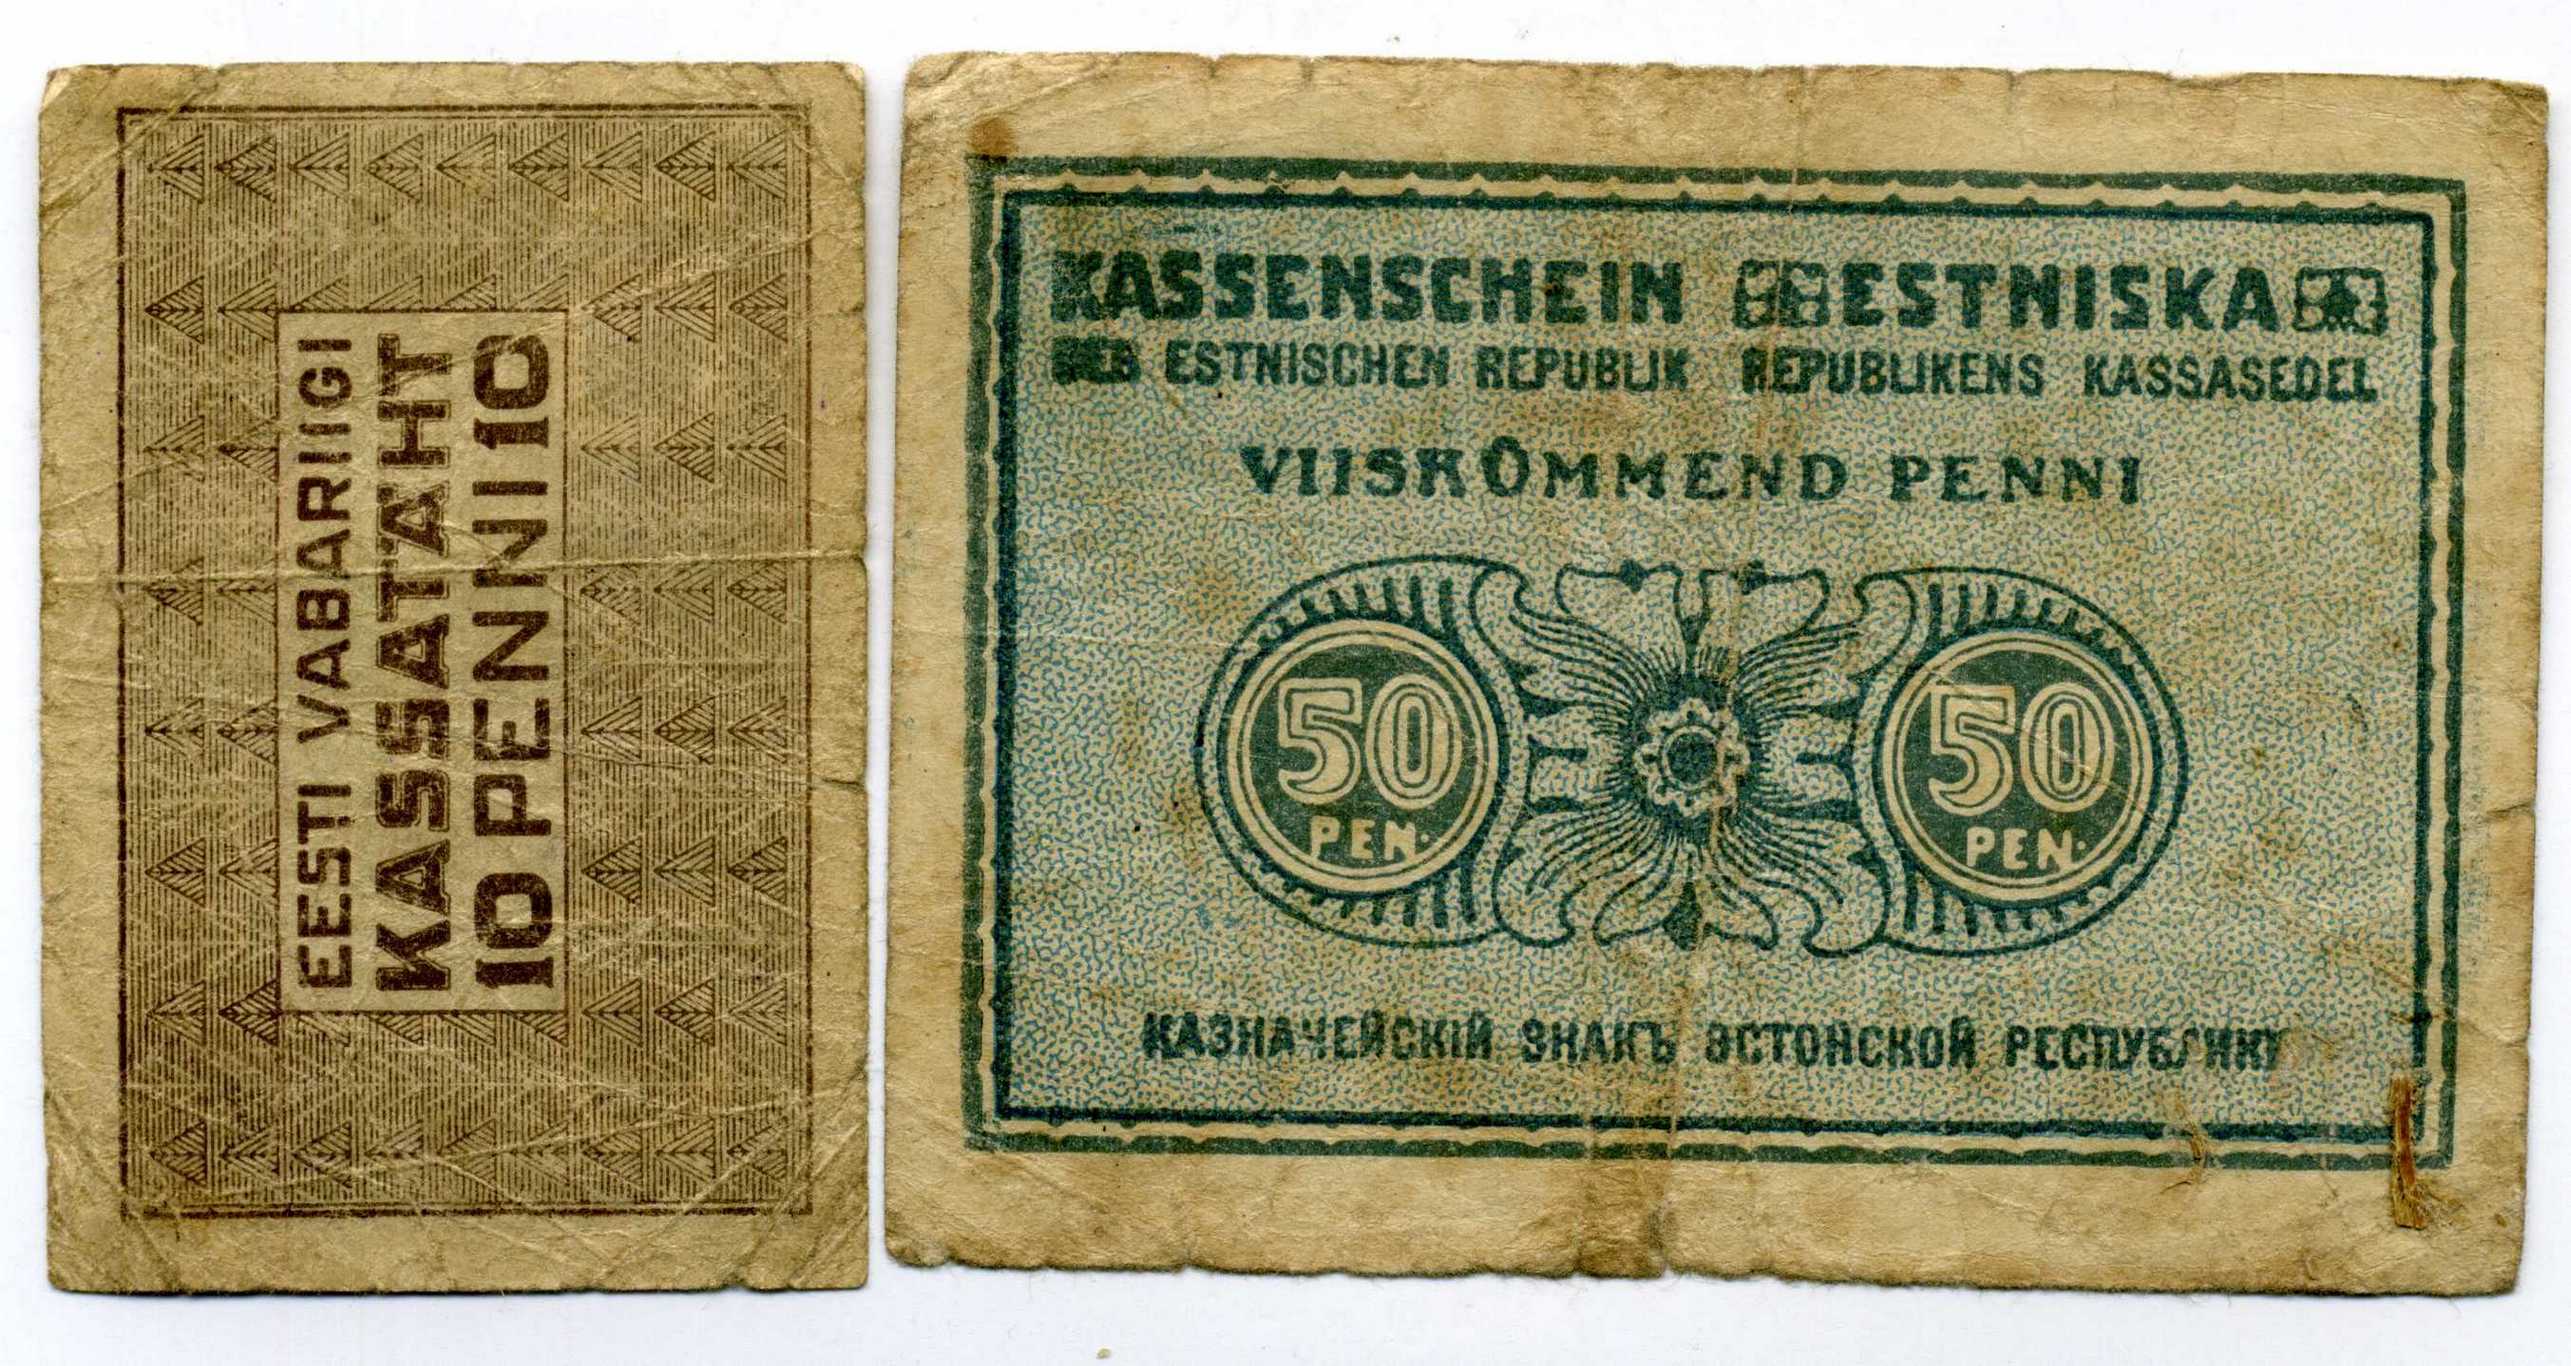 EESTI VABARIIGI
KASSATÄHT
10 PENNI 10
KASSENSCHEIN ESTNISKA
DER ESTNISCHEN REPUBLIK REPUBLIKENS KASSASEDEL
VIISKÜMMEND PENNI
50 50
PEN. PEN.
КАЗНАЧЕЙСКІЙ ЗНАКЪ ЭСТОНСКОЙ РЕСПУБЛИКИ